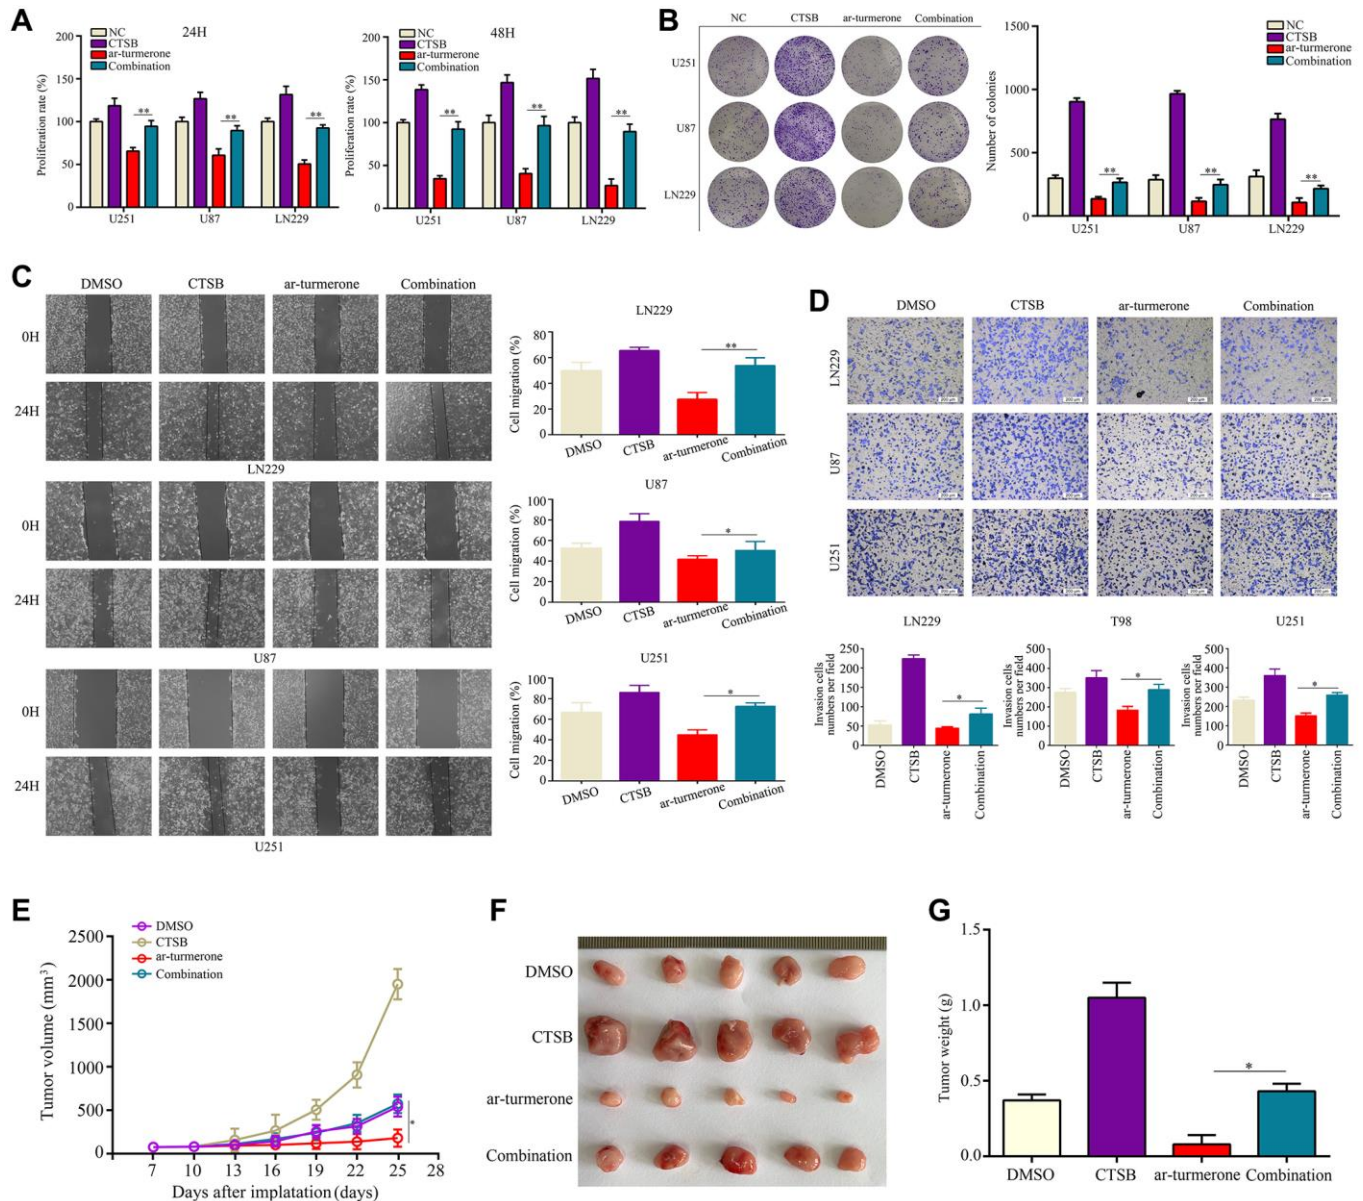 A
24H
NC
CTSB
ar-turmerone
Combination
Proliferation rate (%)
200
150
100
50
0
U251 U87 LN229
48H
NC
CTSB
ar-turmerone
Combination
Proliferation rate (%)
200
150
100
50
0
** ** **
** ** **
U251 U87 LN229
B
NC CTSB ar-turmerone Combination
U251
U87
LN229
NC
CTSB
ar-turmerone
Combination
Number of colonies
1500
1000
500
0
** ** **
U251 U87 LN229
C
DMSO CTSB ar-turmerone Combination
0H
24H
LN229
0H
24H
U87
0H
24H
U251
LN229
Cell migration (%)
80
60
40
20
0
**
DMSO CTSB ar-turmerone Combination
U87
Cell migration (%)
100
80
60
40
20
0
*
DMSO CTSB ar-turmerone Combination
U251
Cell migration (%)
100
80
60
40
20
0
*
DMSO CTSB ar-turmerone Combination
D
DMSO CTSB ar-turmerone Combination
LN229
200 μm 200 μm 200 μm 200 μm
U87
U251
LN229
Invasion cells
numbers per field
250
200
150
100
50
0
*
DMSO CTSB ar-turmerone Combination
T98
Invasion cells
numbers per field
500
400
300
200
100
0
*
DMSO CTSB ar-turmerone Combination
U251
Invasion cells
numbers per field
500
400
300
200
100
0
*
DMSO CTSB ar-turmerone Combination
E
DMSO
CTSB
ar-turmerone
Combination
Tumor volume (mm³)
2500
2000
1500
1000
500
0
*
7 10 13 16 19 22 25 28
Days after implatation (days)
F
DMSO
CTSB
ar-turmerone
Combination
G
Tumor weight (g)
1.5
1.0
0.5
0.0
*
DMSO CTSB ar-turmerone Combination